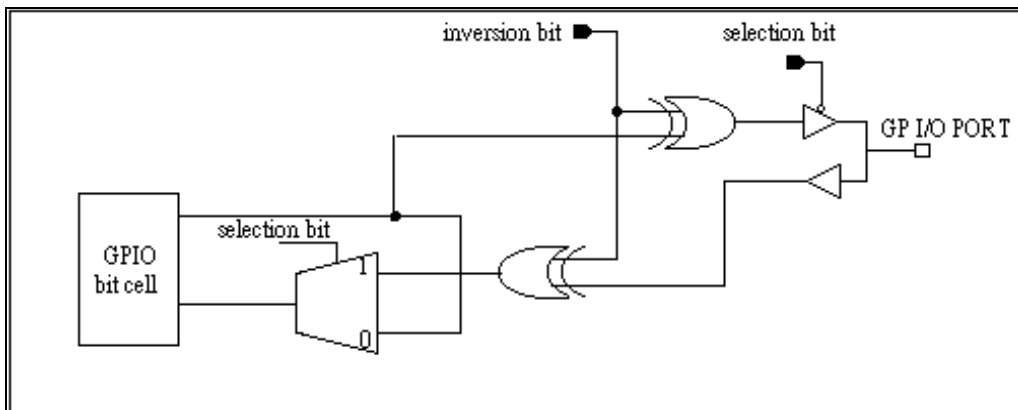 inversion bit
selection bit
GP I/O PORT
selection bit
GPIO
bit cell
1
0